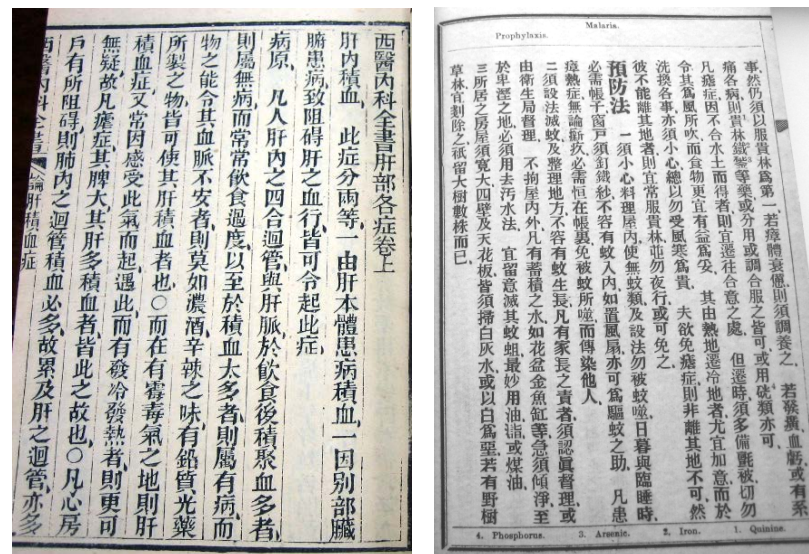 西醫內科全書肝部各症卷上
肝內積血 此症分兩等、一由肝本體患病積血、一因別部臟
腑患病、致阻碍肝之血行、皆可令起此症、
病原 凡人肝內之四合迴管與肝脈、於飲食後積聚血多者、
則屬無病、而常常飲食過度、以至於積血太多者、則屬有病、而
物之能令其血脈不安者、則莫如濃酒、辛辣之味、有鉛質光藥
所製之物、皆可使其肝積血者也○而在有霉毒氣之地、則肝
積血症、又常因感受此氣而起、遇此而有發冷發熱者、則更可
無疑、故凡瘧症、其脾大、其肝多積血者、皆此之故也○凡心房
戶有所阻碍、則肺內之迴管積血必多、故累及肝之迴管、亦多
西醫內科全書 論肝積血症
Malaria.
Prophylaxis.
事然仍須以服貴林爲第一若瘴體衰憊則須調養之、若發黃血虧或有系
痛各病則貴林鐵等藥或分用或調合服之皆可或用硄類亦可、
凡瘧症因不合水土而得者則宜遷往合意之處、但遷時須多備氈被切勿
令其爲風所吹而食物更宜有益爲妥、其由熱地遷冷地者尤宜加意而於
洗換各事亦須小心總以勿受風寒爲貴、夫欲免瘧症則非離其地不可然
彼不能離其地者則宜常服貴林並勿夜行或可免之、
預防法 一須小心料理屋內使無蚊類及設法勿被蚊噬日暮與臨睡時
必需帳子窗戶須釘鐵紗不容有蚊入內如置風扇亦可爲驅蚊之助、凡患
瘴熱症無論斷疚必需恒在帳裏免被蚊所噬而傳染他人、
二須設法滅蚊及整理地方不容有蚊生長凡有家長之責者須認眞督理或
由衛生局督理、不拘屋內外凡有蓄積之水如花盆金魚缸等急須傾淨至
於卑溼之地必須用去汚水法、宜留意滅其蚊蛆最妙用油漬或煤油、
三所居之房屋須寬大四壁及天花板皆須掃白灰水或以白爲堊若有野樹
草林宜剗除之祇留大樹數株而已、
4. Phosphorus. 3. Arsenic. 2. Iron. 1. Quinine.